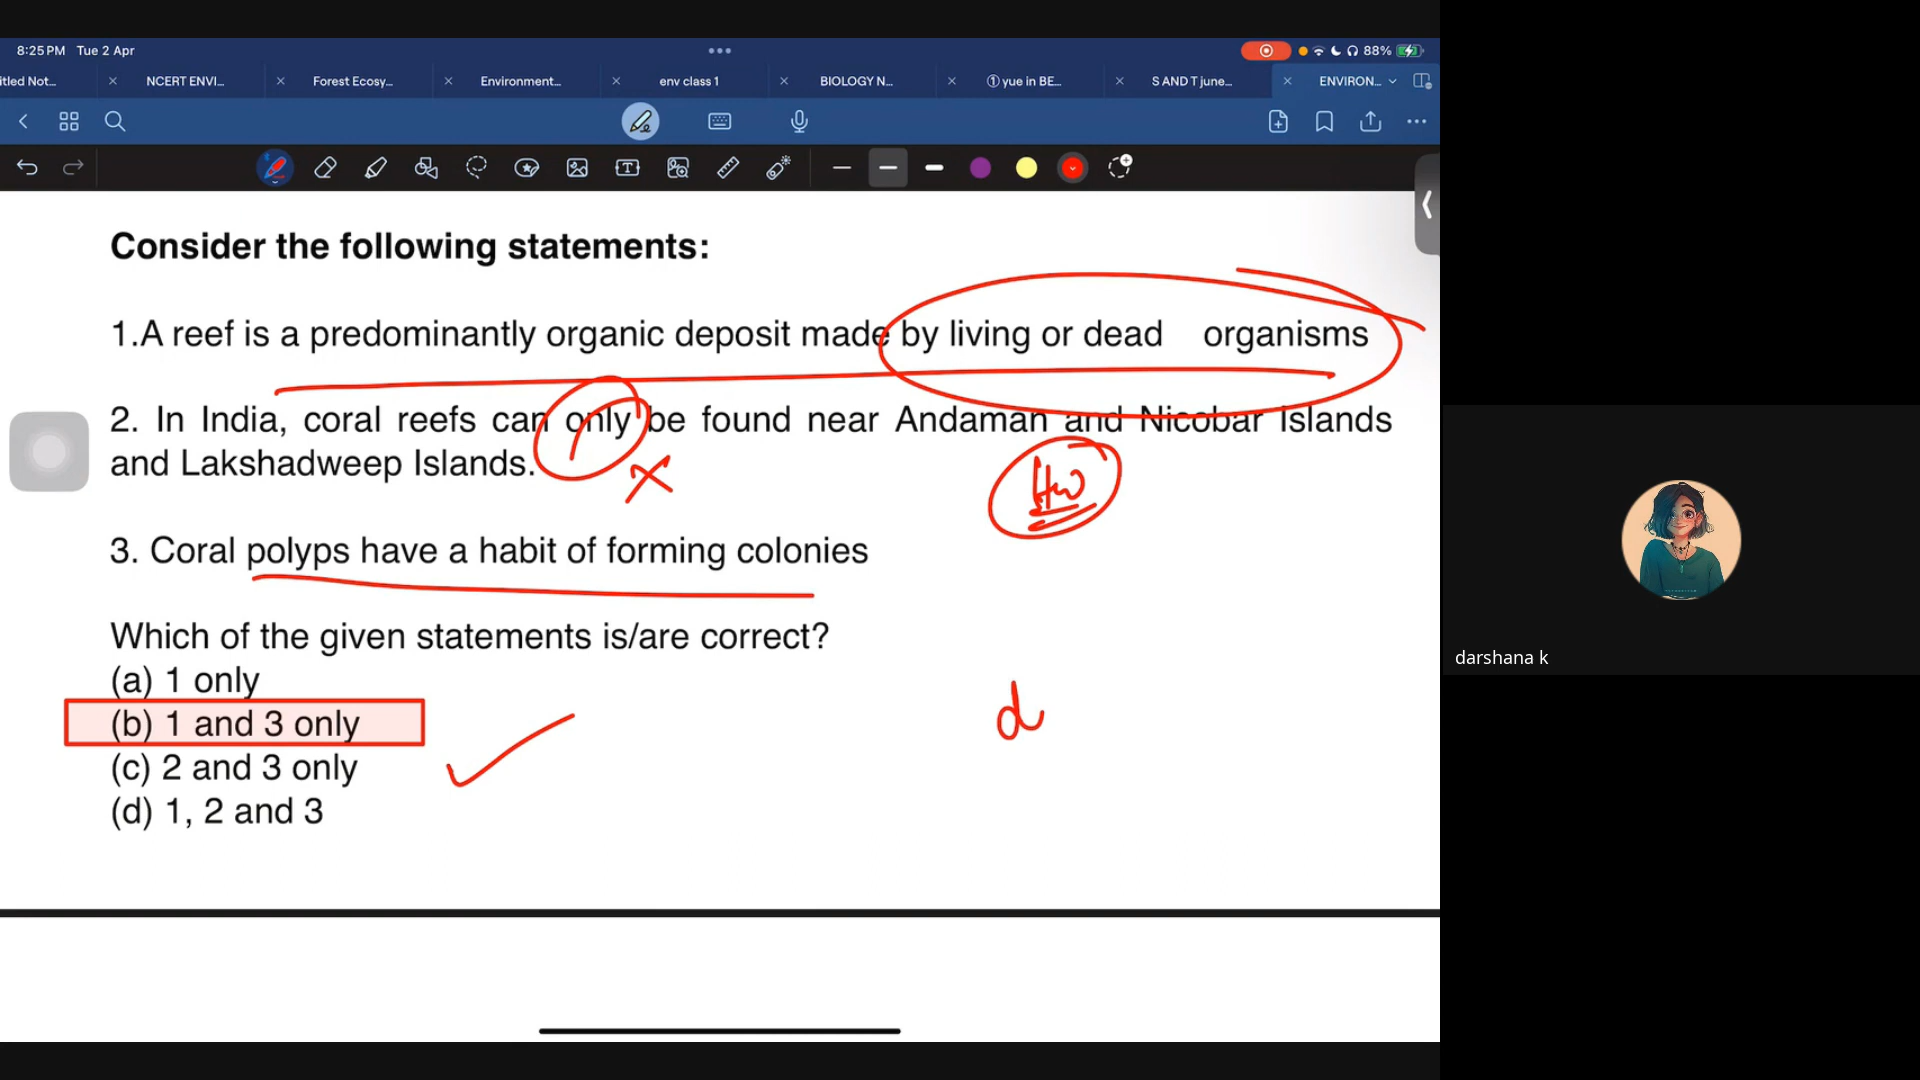 8:25 PM Tue 2 Apr
88%
itled Not...
NCERT ENVI...
Forest Ecosy...
Environment...
env class 1
BIOLOGY N...
① yue in BE...
S AND T june...
ENVIRON...
Consider the following statements:
1.A reef is a predominantly organic deposit made by living or dead organisms
2. In India, coral reefs can only be found near Andaman and Nicobar Islands
and Lakshadweep Islands.
HW
3. Coral polyps have a habit of forming colonies
Which of the given statements is/are correct?
(a) 1 only
(b) 1 and 3 only
(c) 2 and 3 only
(d) 1, 2 and 3
d
darshana k